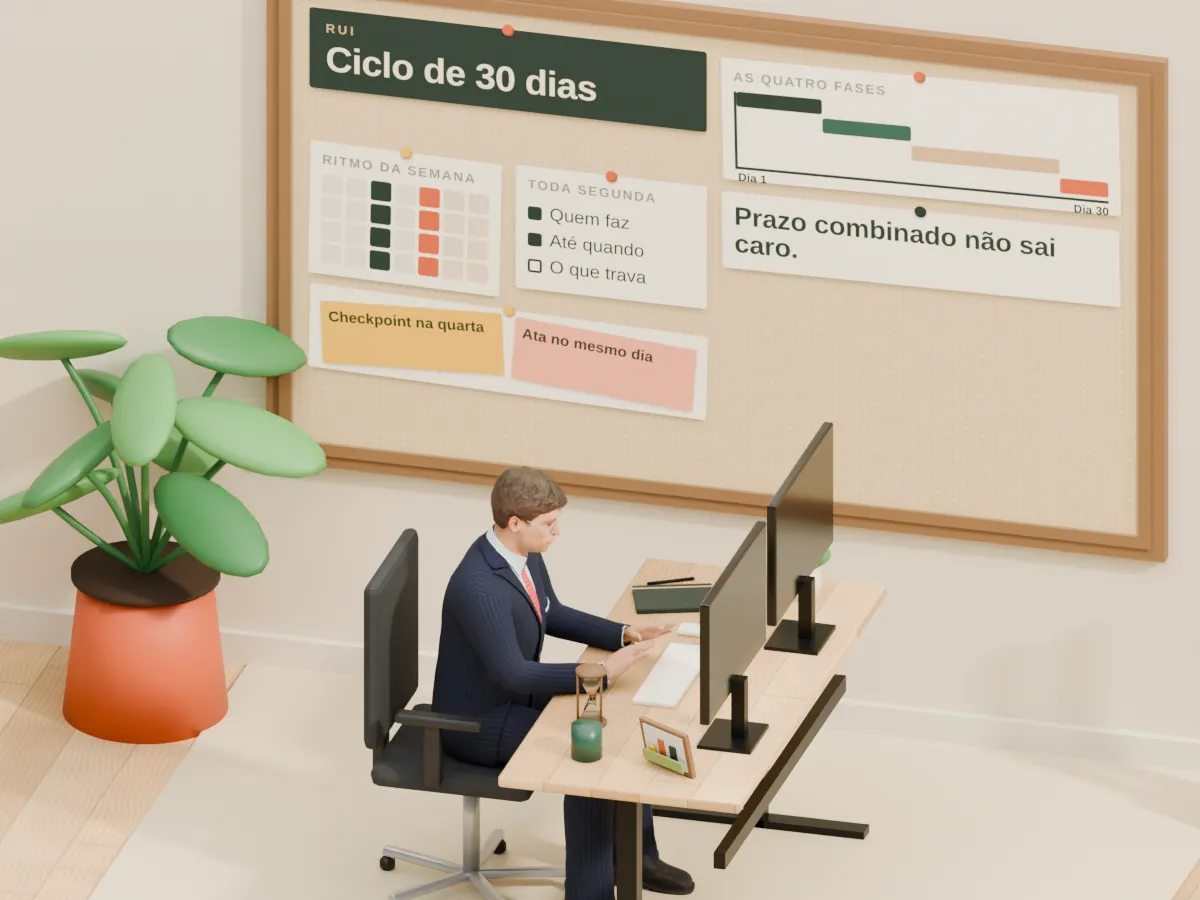 RUI
Ciclo de 30 dias
AS QUATRO FASES
Dia 1
Dia 30
RITMO DA SEMANA
TODA SEGUNDA
Quem faz
Até quando
O que trava
Prazo combinado não sai
caro.
Checkpoint na quarta
Ata no mesmo dia